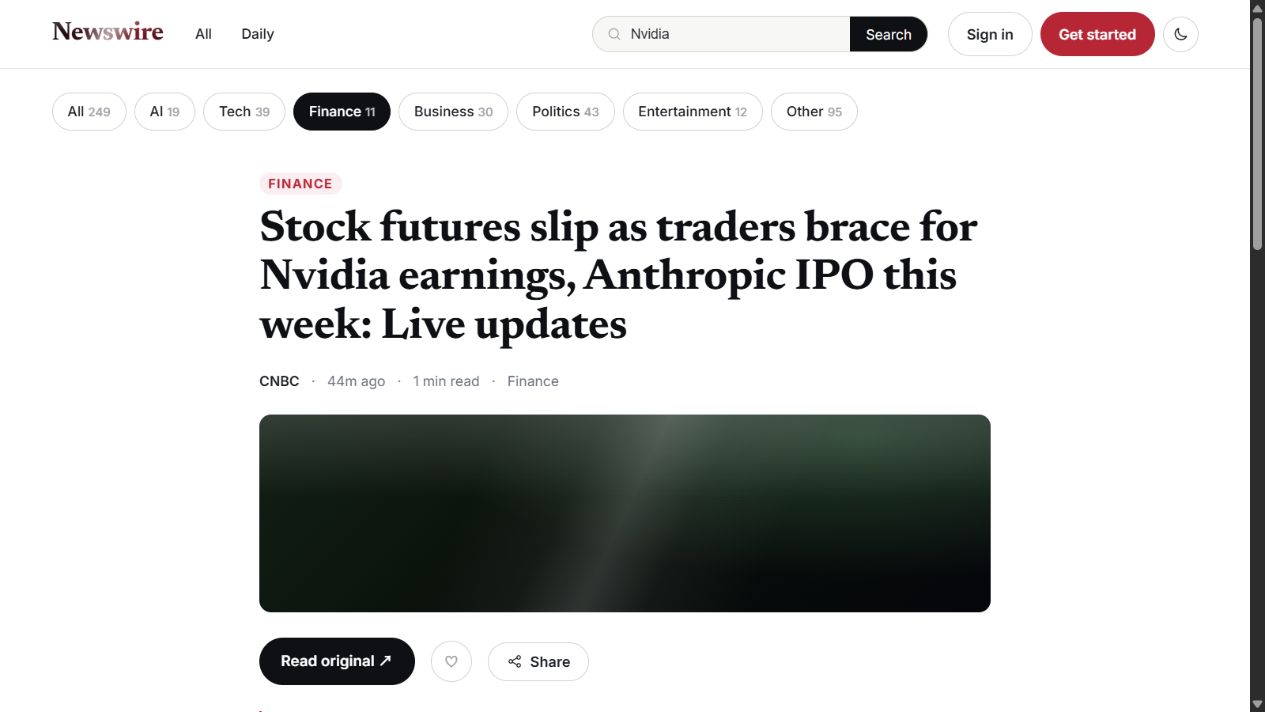 Newswire All Daily Nvidia Search Sign in Get started
All 249 AI 19 Tech 39 Finance 11 Business 30 Politics 43 Entertainment 12 Other 95
FINANCE
Stock futures slip as traders brace for
Nvidia earnings, Anthropic IPO this
week: Live updates
CNBC · 44m ago · 1 min read · Finance
Read original ↗ Share